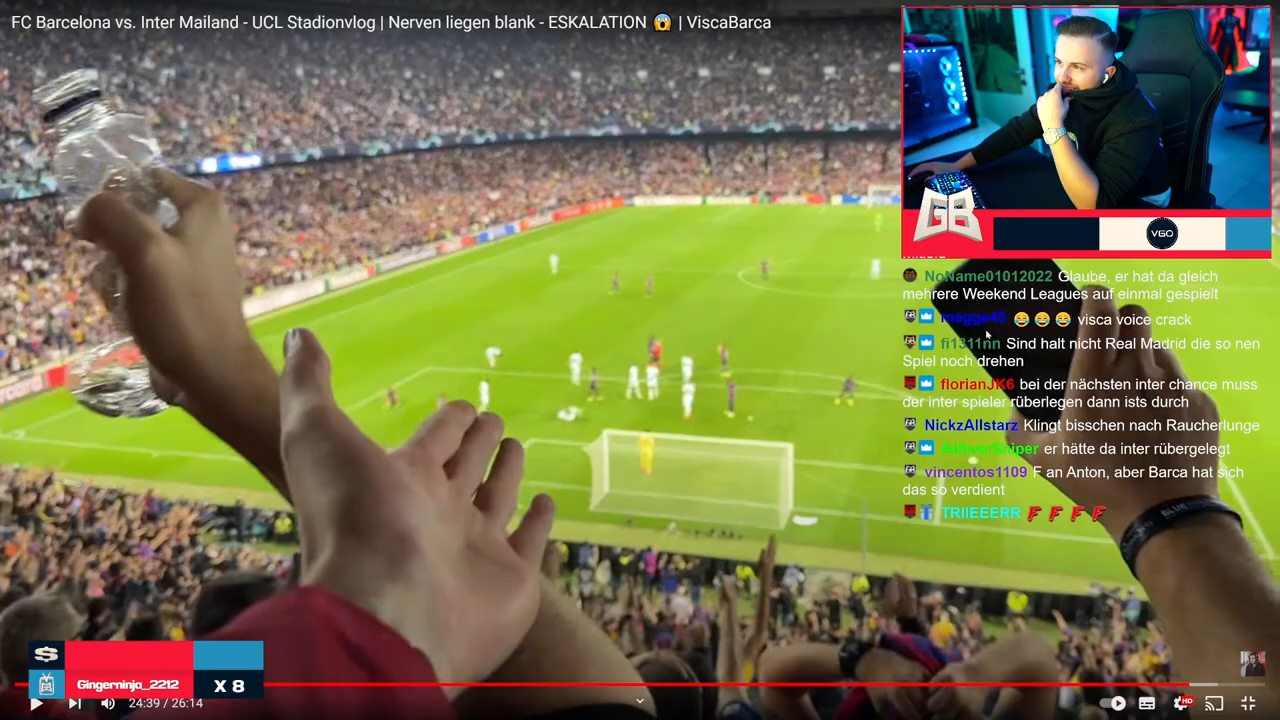 FC Barcelona vs. Inter Mailand - UCL Stadionvlog | Nerven liegen blank - ESKALATION 😱 | ViscaBarca
GB
VGO
NoName01012022 Glaube, er hat da gleich
mehrere Weekend Leagues auf einmal gespielt
magge45 😂 😂 😂 visca voice crack
fi1311nn Sind halt nicht Real Madrid die so nen
Spiel noch drehen
florianJK6 bei der nächsten inter chance muss
der inter spieler rüberlegen dann ists durch
NickzAllstarz Klingt bisschen nach Raucherlunge
AktiverSniper er hätte da inter rübergelegt
vincentos1109 F an Anton, aber Barca hat sich
das so verdient
TRIIEEERR F F F F
$
Gingerninja_2212 X 8
24:39 / 26:14
HD